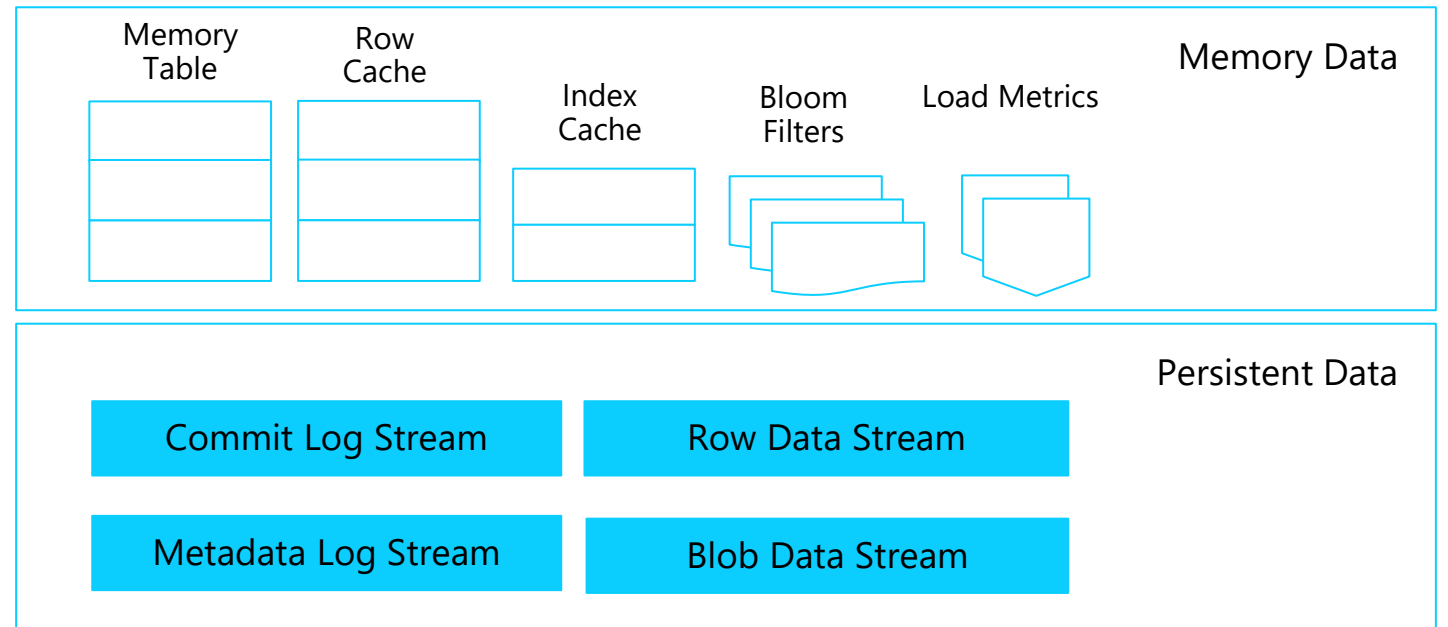 Memory
Table
Row
Cache
Index
Cache
Bloom
Filters
Load Metrics
Memory Data
Persistent Data
Commit Log Stream
Row Data Stream
Metadata Log Stream
Blob Data Stream